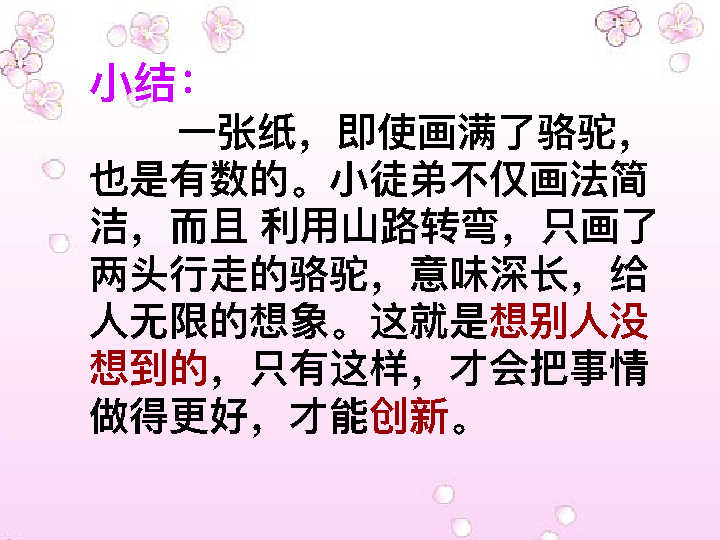 小结：
一张纸，即使画满了骆驼，
也是有数的。小徒弟不仅画法简
洁，而且 利用山路转弯，只画了
两头行走的骆驼，意味深长，给
人无限的想象。这就是想别人没
想到的，只有这样，才会把事情
做得更好，才能创新。